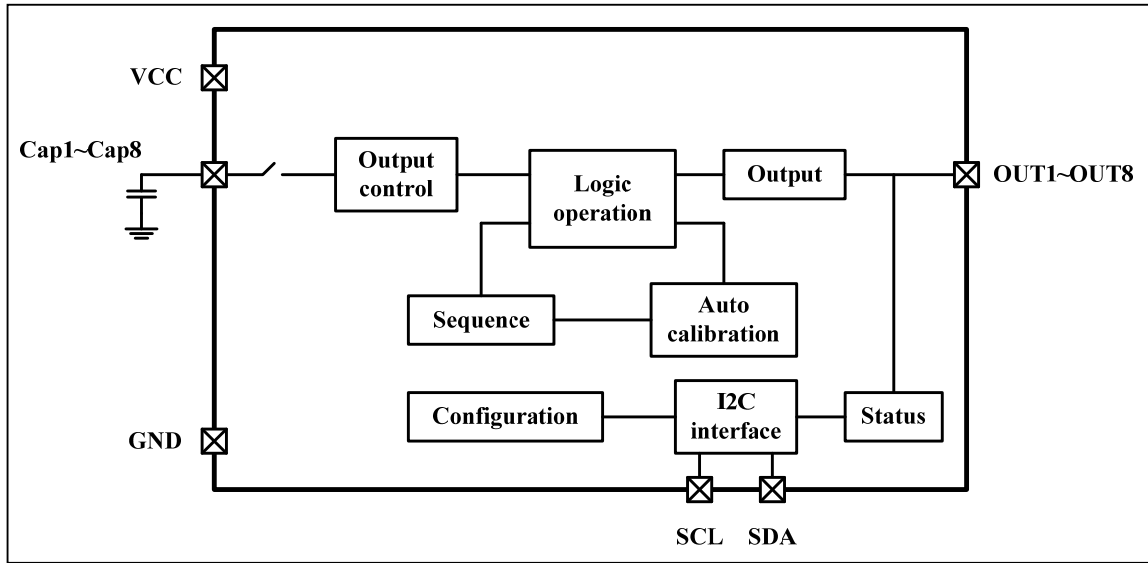 VCC
Cap1~Cap8
Output
control
Logic
operation
Output
OUT1~OUT8
Sequence
Auto
calibration
Configuration
I2C
interface
Status
GND
SCL
SDA